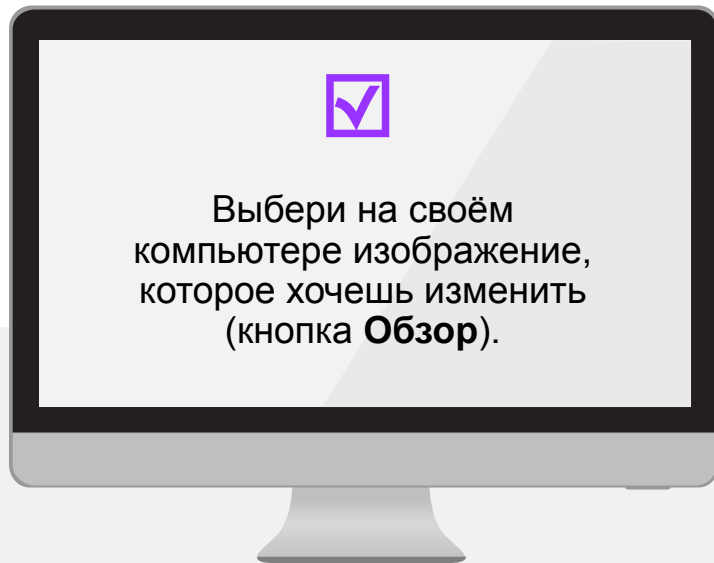 Выбери на своём
компьютере изображение,
которое хочешь изменить
(кнопка Обзор).